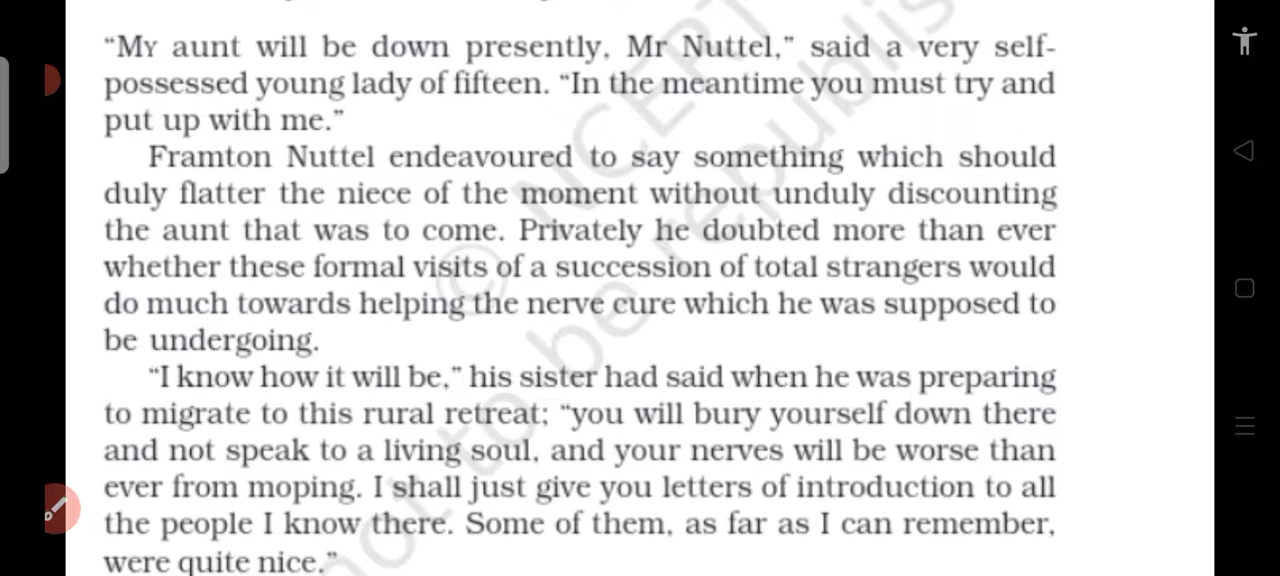 “MY aunt will be down presently, Mr Nuttel,” said a very self-
possessed young lady of fifteen. “In the meantime you must try and
put up with me.”
Framton Nuttel endeavoured to say something which should
duly flatter the niece of the moment without unduly discounting
the aunt that was to come. Privately he doubted more than ever
whether these formal visits of a succession of total strangers would
do much towards helping the nerve cure which he was supposed to
be undergoing.
“I know how it will be,” his sister had said when he was preparing
to migrate to this rural retreat; “you will bury yourself down there
and not speak to a living soul, and your nerves will be worse than
ever from moping. I shall just give you letters of introduction to all
the people I know there. Some of them, as far as I can remember,
were quite nice.”
© NCERT
not to be republis